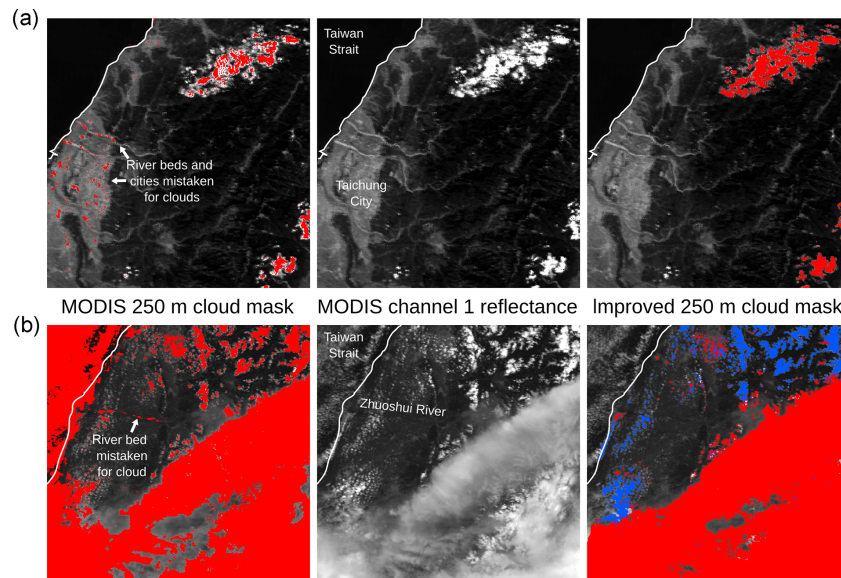 (a)
River beds and
cities mistaken
for clouds
Taiwan
Strait
Taichung
City
MODIS 250 m cloud mask
MODIS channel 1 reflectance
Improved 250 m cloud mask
(b)
River bed
mistaken
for cloud
Taiwan
Strait
Zhuoshui River